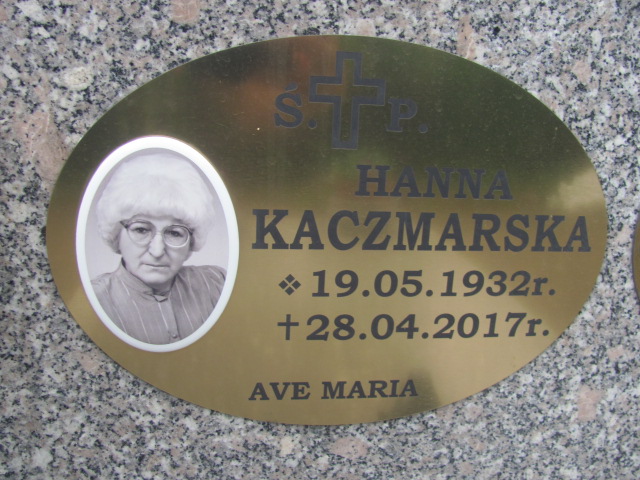 Ś. P.
HANNA
KACZMARSKA
❖ 19.05.1932r.
† 28.04.2017r.
AVE MARIA